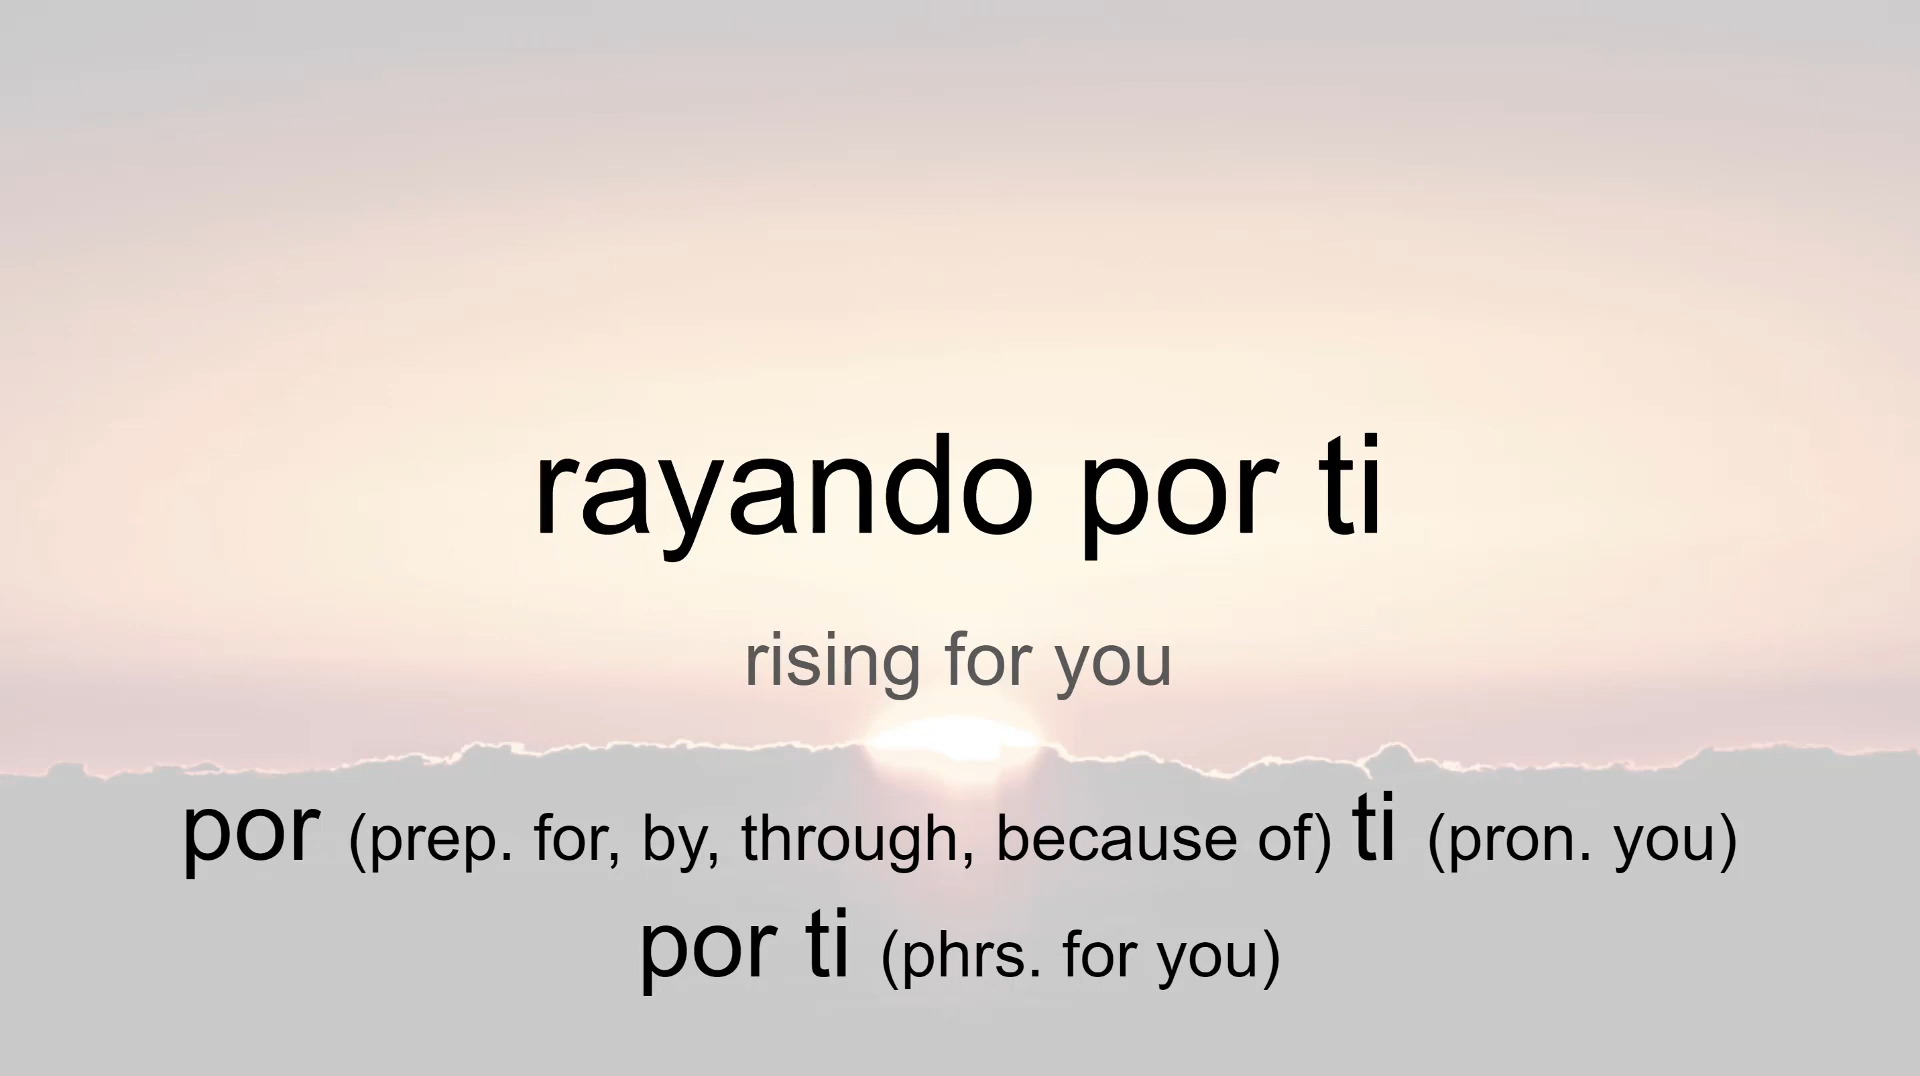 rayando por ti
rising for you
por (prep. for, by, through, because of) ti (pron. you)
por ti (phrs. for you)